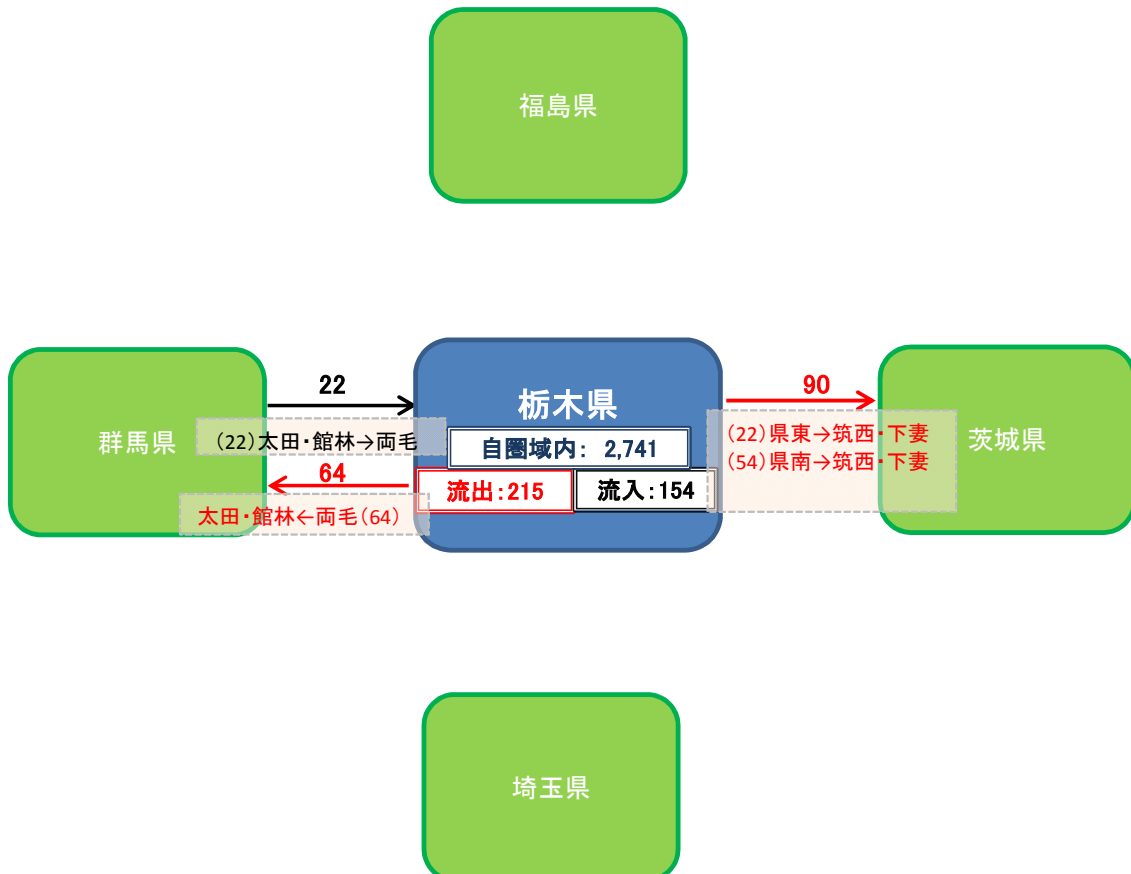 福島県
群馬県
22
(22)太田・館林→両毛
64
太田・館林←両毛(64)
栃木県
自圏域内： 2,741
流出：215
流入：154
90
(22)県東→筑西・下妻
(54)県南→筑西・下妻
茨城県
埼玉県